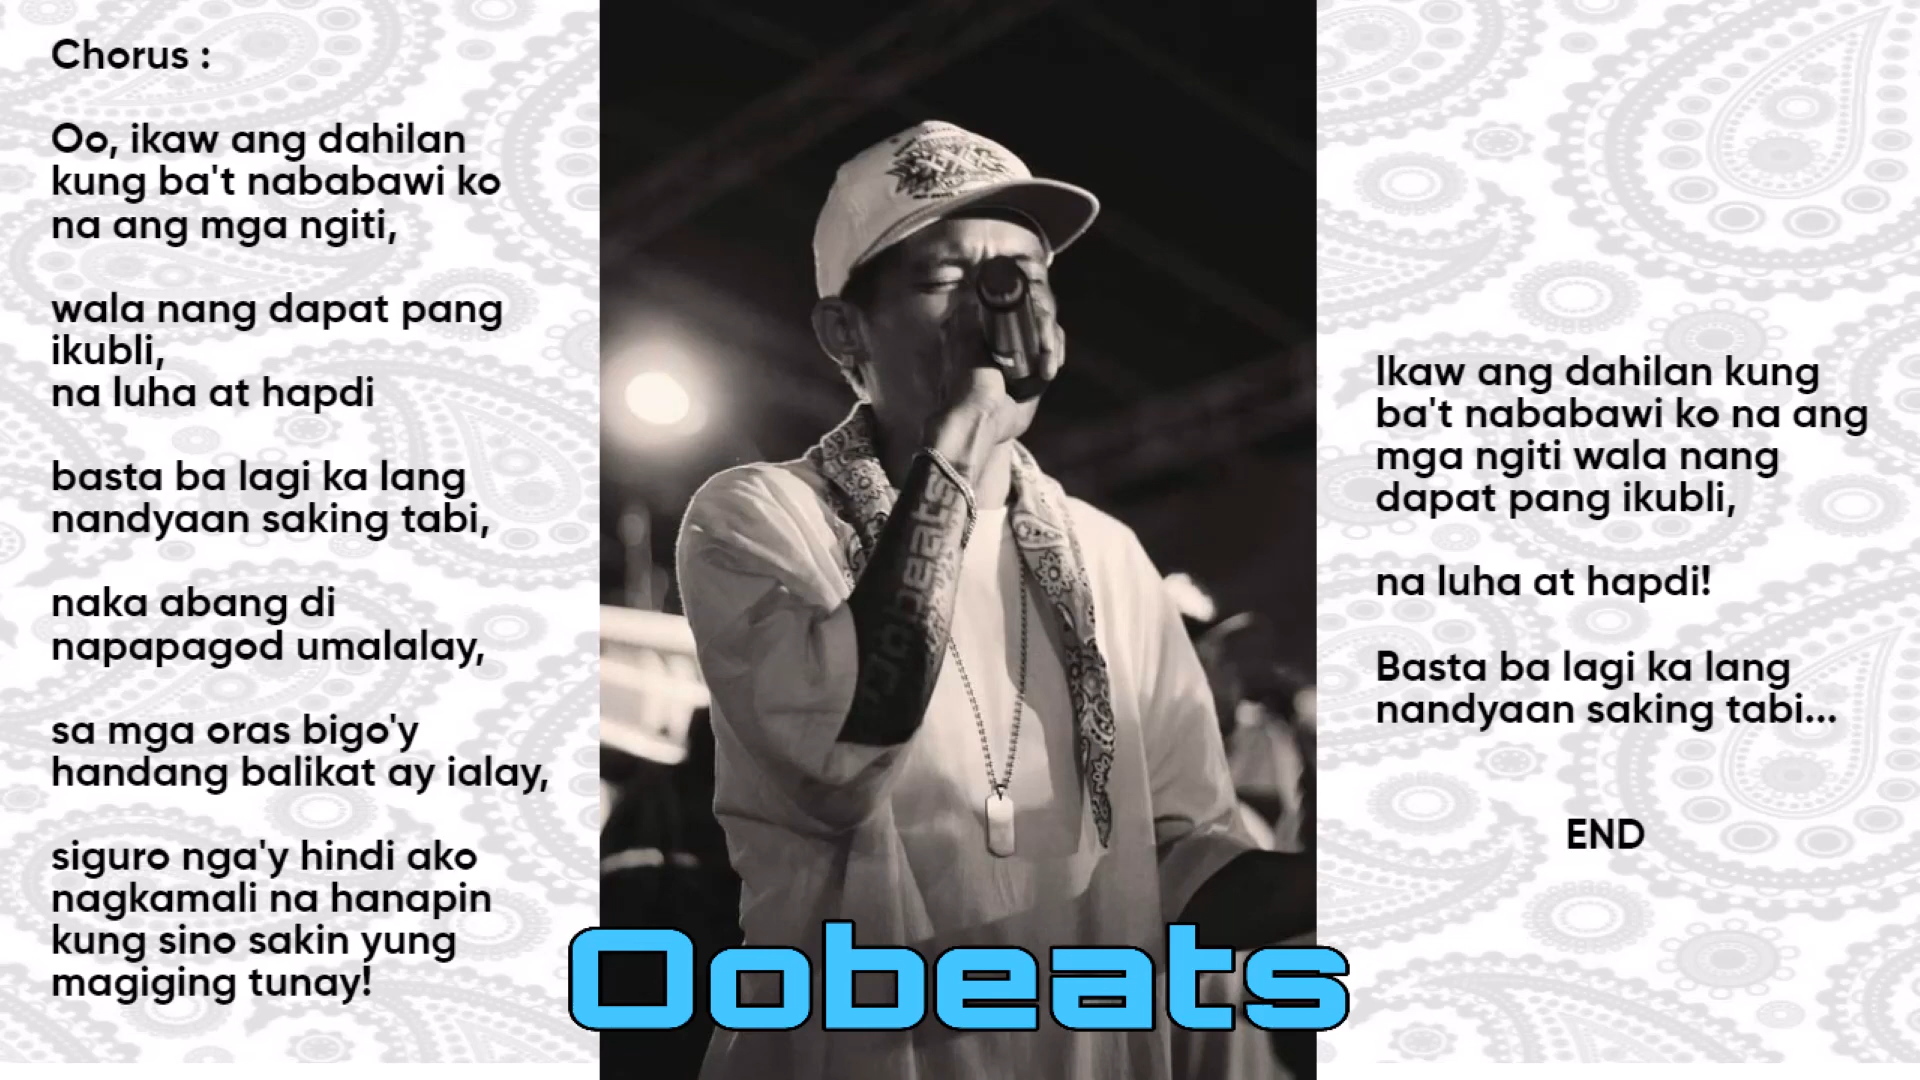 Chorus :
Oo, ikaw ang dahilan
kung ba't nababawi ko
na ang mga ngiti,
wala nang dapat pang
ikubli,
na luha at hapdi
basta ba lagi ka lang
nandyaan saking tabi,
naka abang di
napapagod umalalay,
sa mga oras bigo'y
handang balikat ay ialay,
siguro nga'y hindi ako
nagkamali na hanapin
kung sino sakin yung
magiging tunay!
Oobeats
Ikaw ang dahilan kung
ba't nababawi ko na ang
mga ngiti wala nang
dapat pang ikubli,
na luha at hapdi!
Basta ba lagi ka lang
nandyaan saking tabi...
END